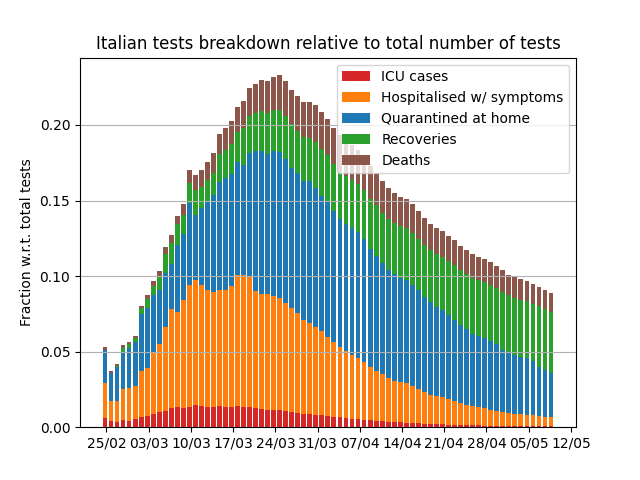 Italian tests breakdown relative to total number of tests
Fraction w.r.t. total tests
0.20
0.15
0.10
0.05
0.00
ICU cases
Hospitalised w/ symptoms
Quarantined at home
Recoveries
Deaths
25/02 03/03 10/03 17/03 24/03 31/03 07/04 14/04 21/04 28/04 05/05 12/05